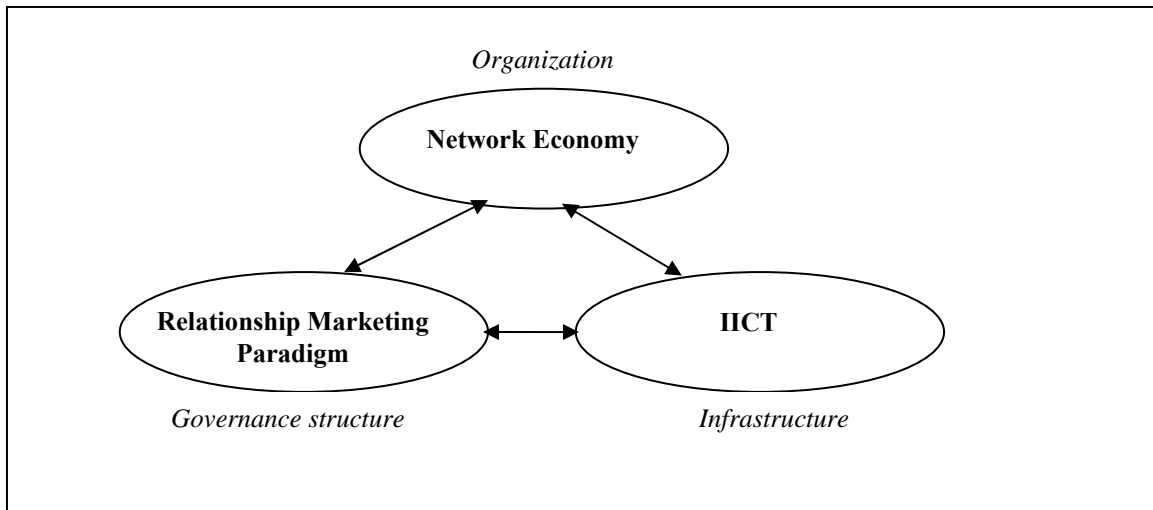 Organization
Network Economy
Relationship Marketing
Paradigm
IICT
Governance structure
Infrastructure